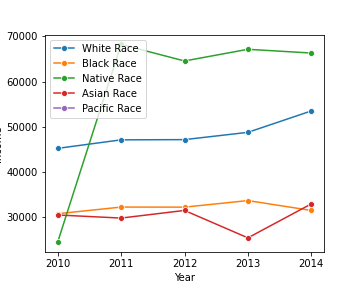 70000
60000
50000
40000
30000
White Race
Black Race
Native Race
Asian Race
Pacific Race
2010 2011 2012 2013 2014
Year